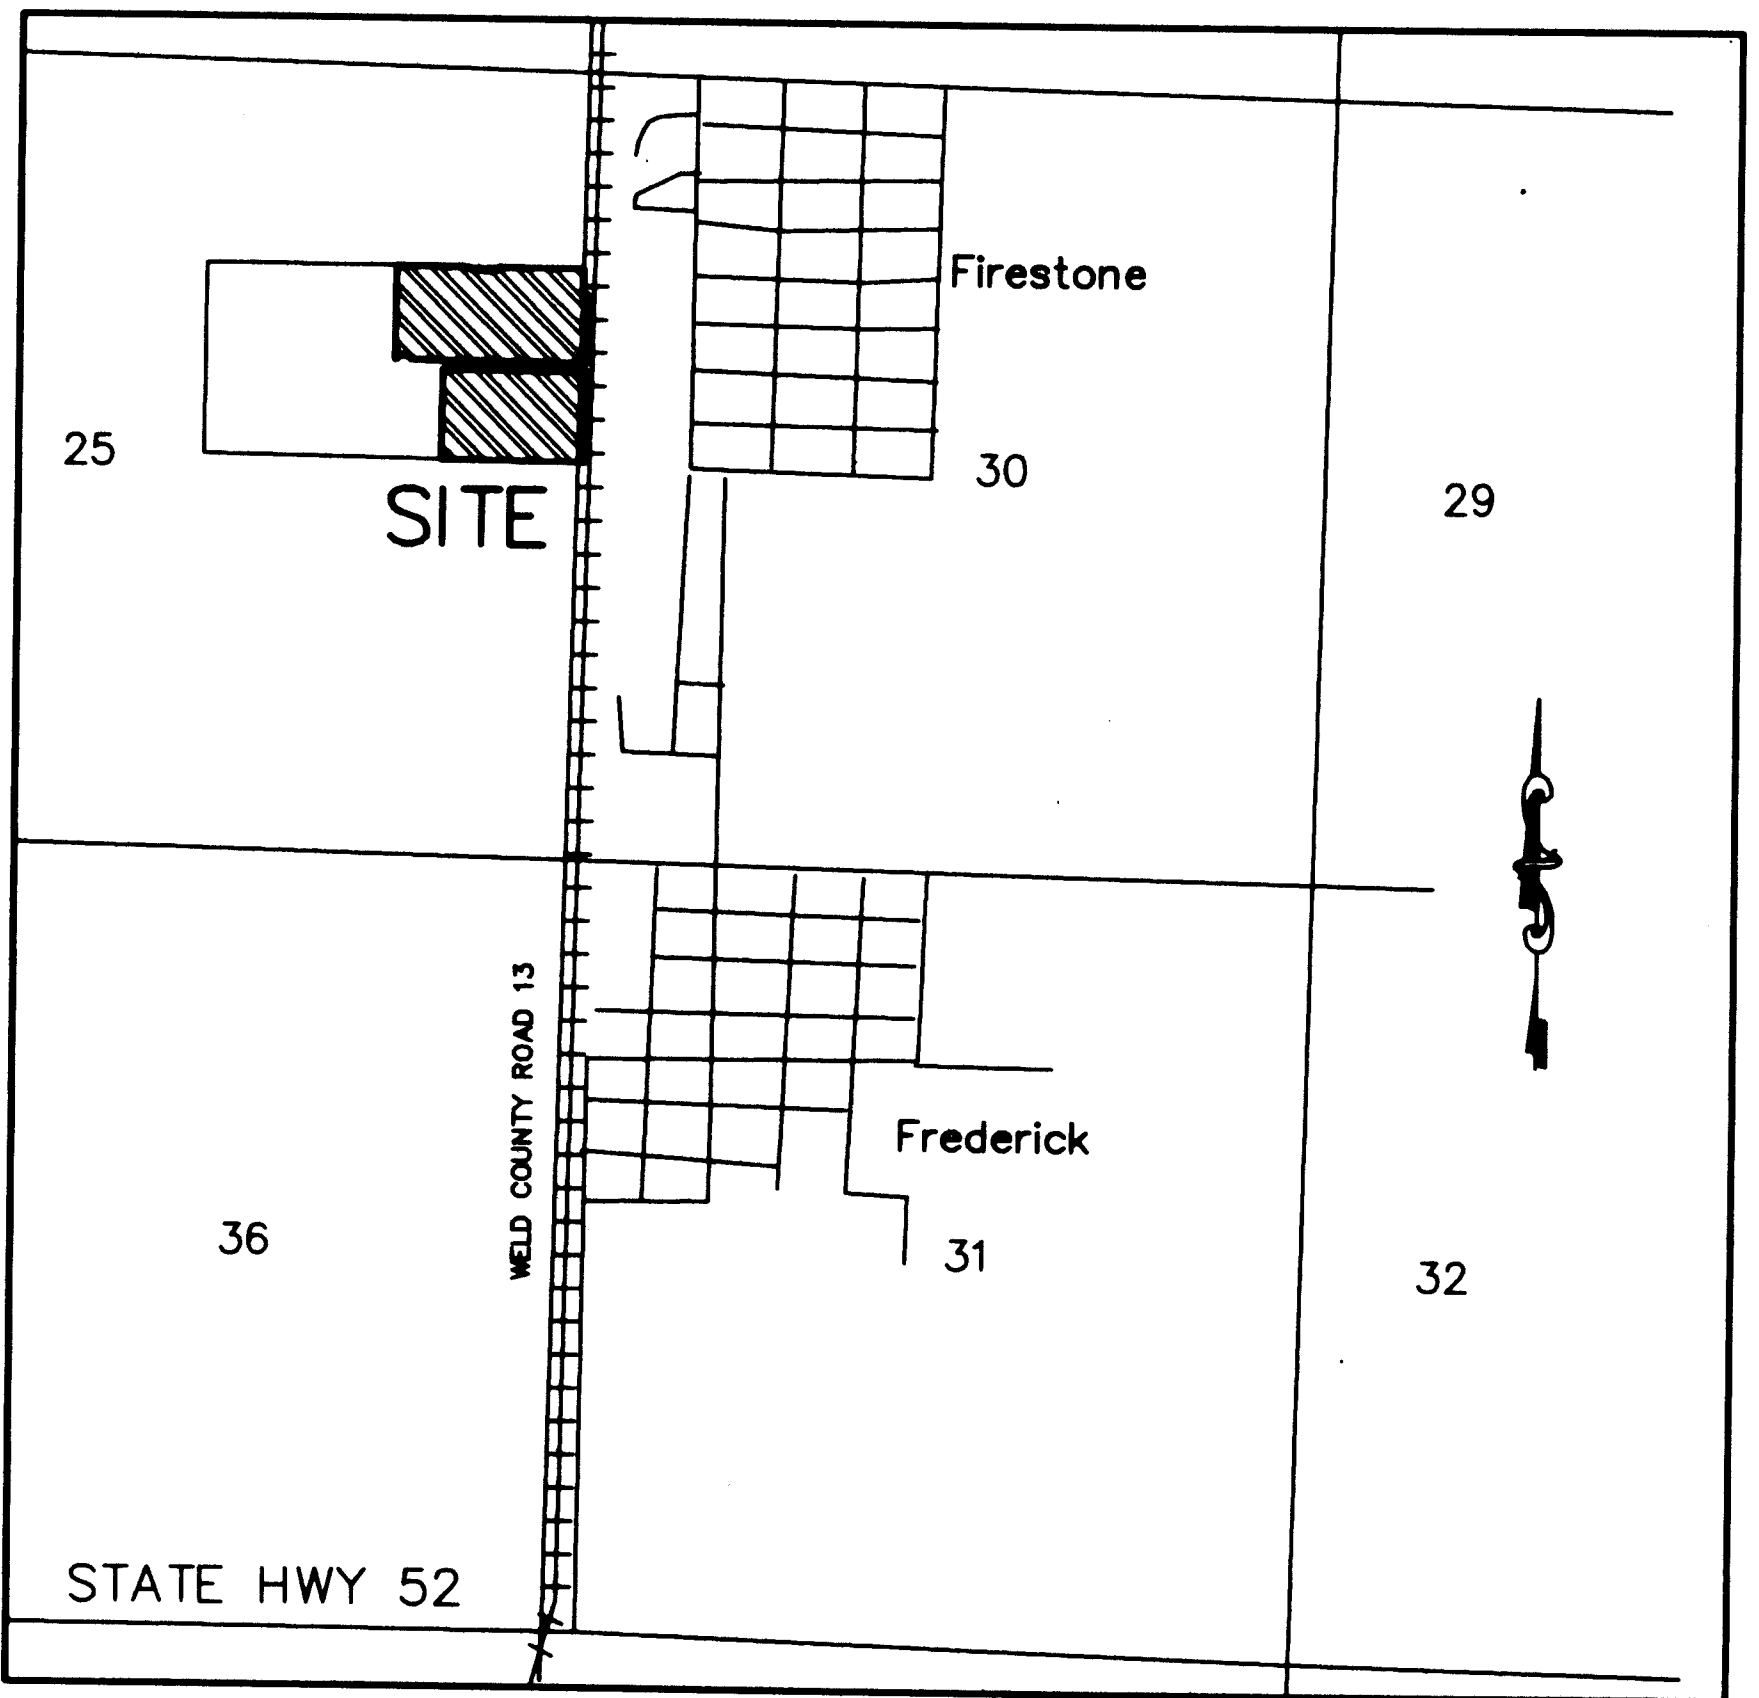 Firestone
25
30
29
SITE
WELD COUNTY ROAD 13
Frederick
36
31
32
STATE HWY 52